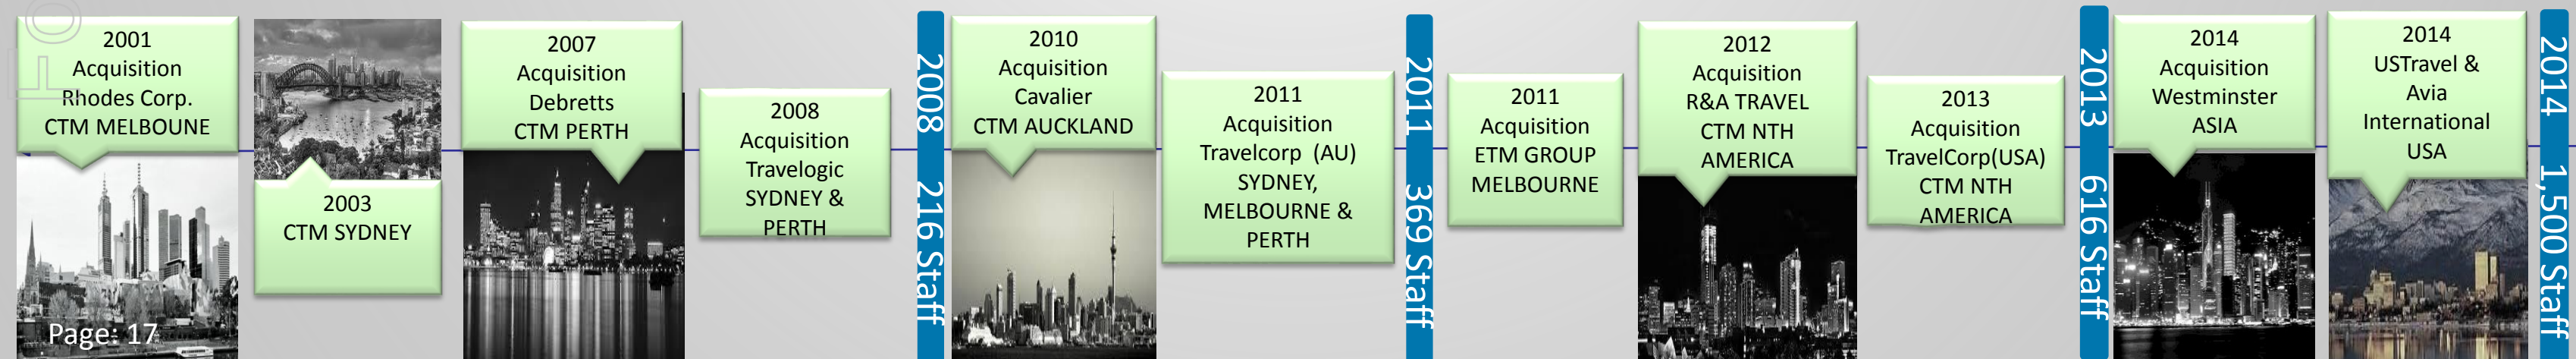 2001
Acquisition
Rhodes Corp.
CTM MELBOUNE
2003
CTM SYDNEY
2007
Acquisition
Debretts
CTM PERTH
2008
Acquisition
Travelogic
SYDNEY &
PERTH
2008 216 Staff
2010
Acquisition
Cavalier
CTM AUCKLAND
2011
Acquisition
Travelcorp (AU)
SYDNEY,
MELBOURNE &
PERTH
2011 369 Staff
2011
Acquisition
ETM GROUP
MELBOURNE
2012
Acquisition
R&A TRAVEL
CTM NTH
AMERICA
2013
Acquisition
TravelCorp(USA)
CTM NTH
AMERICA
2013 616 Staff
2014
Acquisition
Westminster
ASIA
2014
USTravel &
Avia
International
USA
2014 1,500 Staff
Page: 17